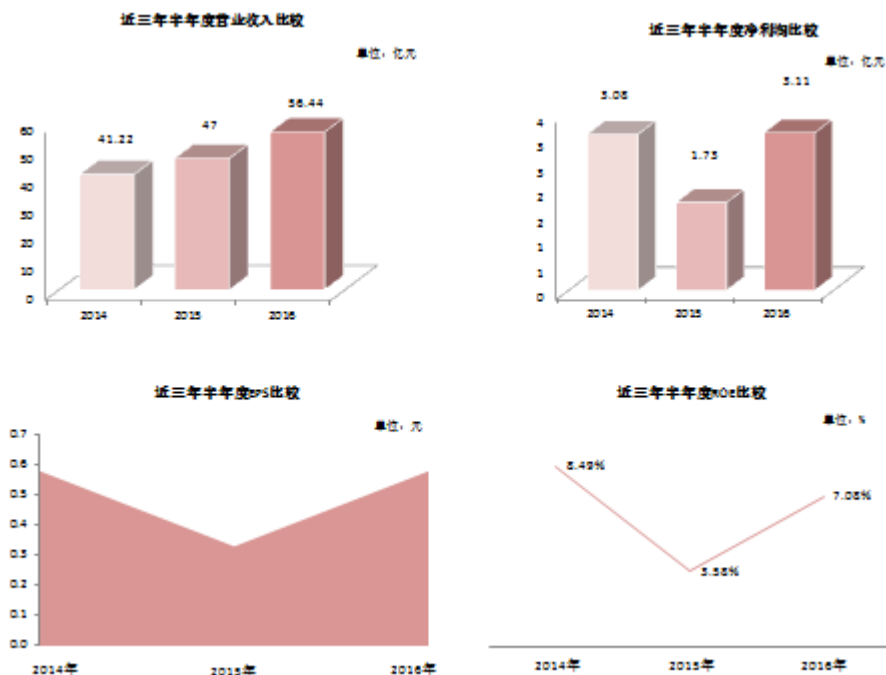 近三年半年度营业收入比较
单位：亿元
60
50
40
30
20
10
0
41.22
47
56.44
2014
2015
2016
近三年半年度净利润比较
单位：亿元
4
3
3
2
2
1
1
0
3.08
1.73
3.11
2014
2015
2016
近三年半年度EPS比较
单位：元
0.7
0.6
0.5
0.4
0.3
0.2
0.1
0.0
2014年
2015年
2016年
近三年半年度ROE比较
单位：%
8.49%
3.58%
7.08%
2014年
2015年
2016年